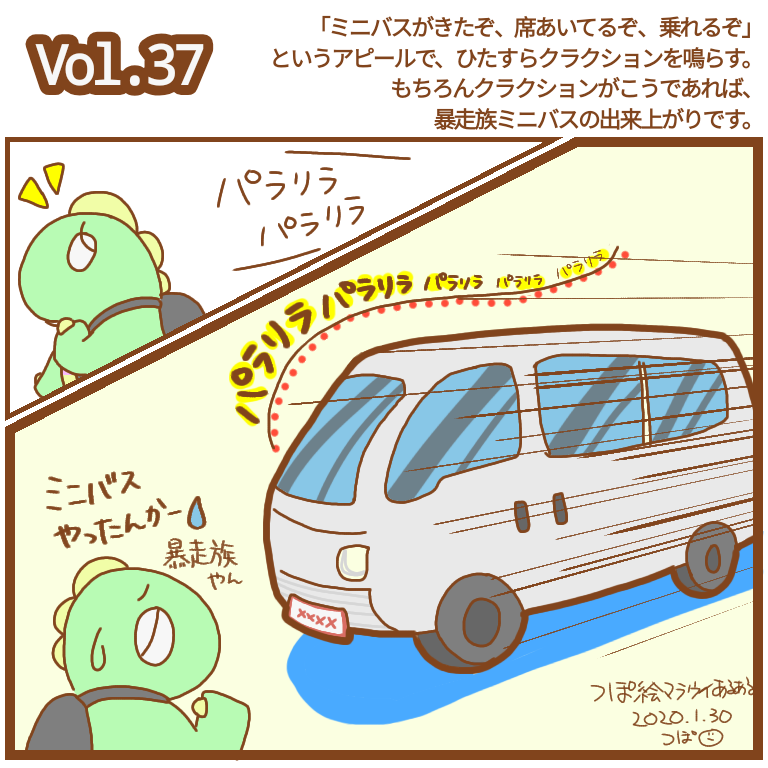 Vol.37
「ミニバスがきたぞ、席あいてるぞ、乗れるぞ」
というアピールで、ひたすらクラクションを鳴らす。
もちろんクラクションがこうであれば、
暴走族ミニバスの出来上がりです。
パラリラ
パラリラ
パラリラ パラリラ パラリラ パラリラ パラリラ
ミニバス
やったんかー
暴走族
やん
xxxx
つぽ絵マラウイあるある
2020.1.30
つぽ